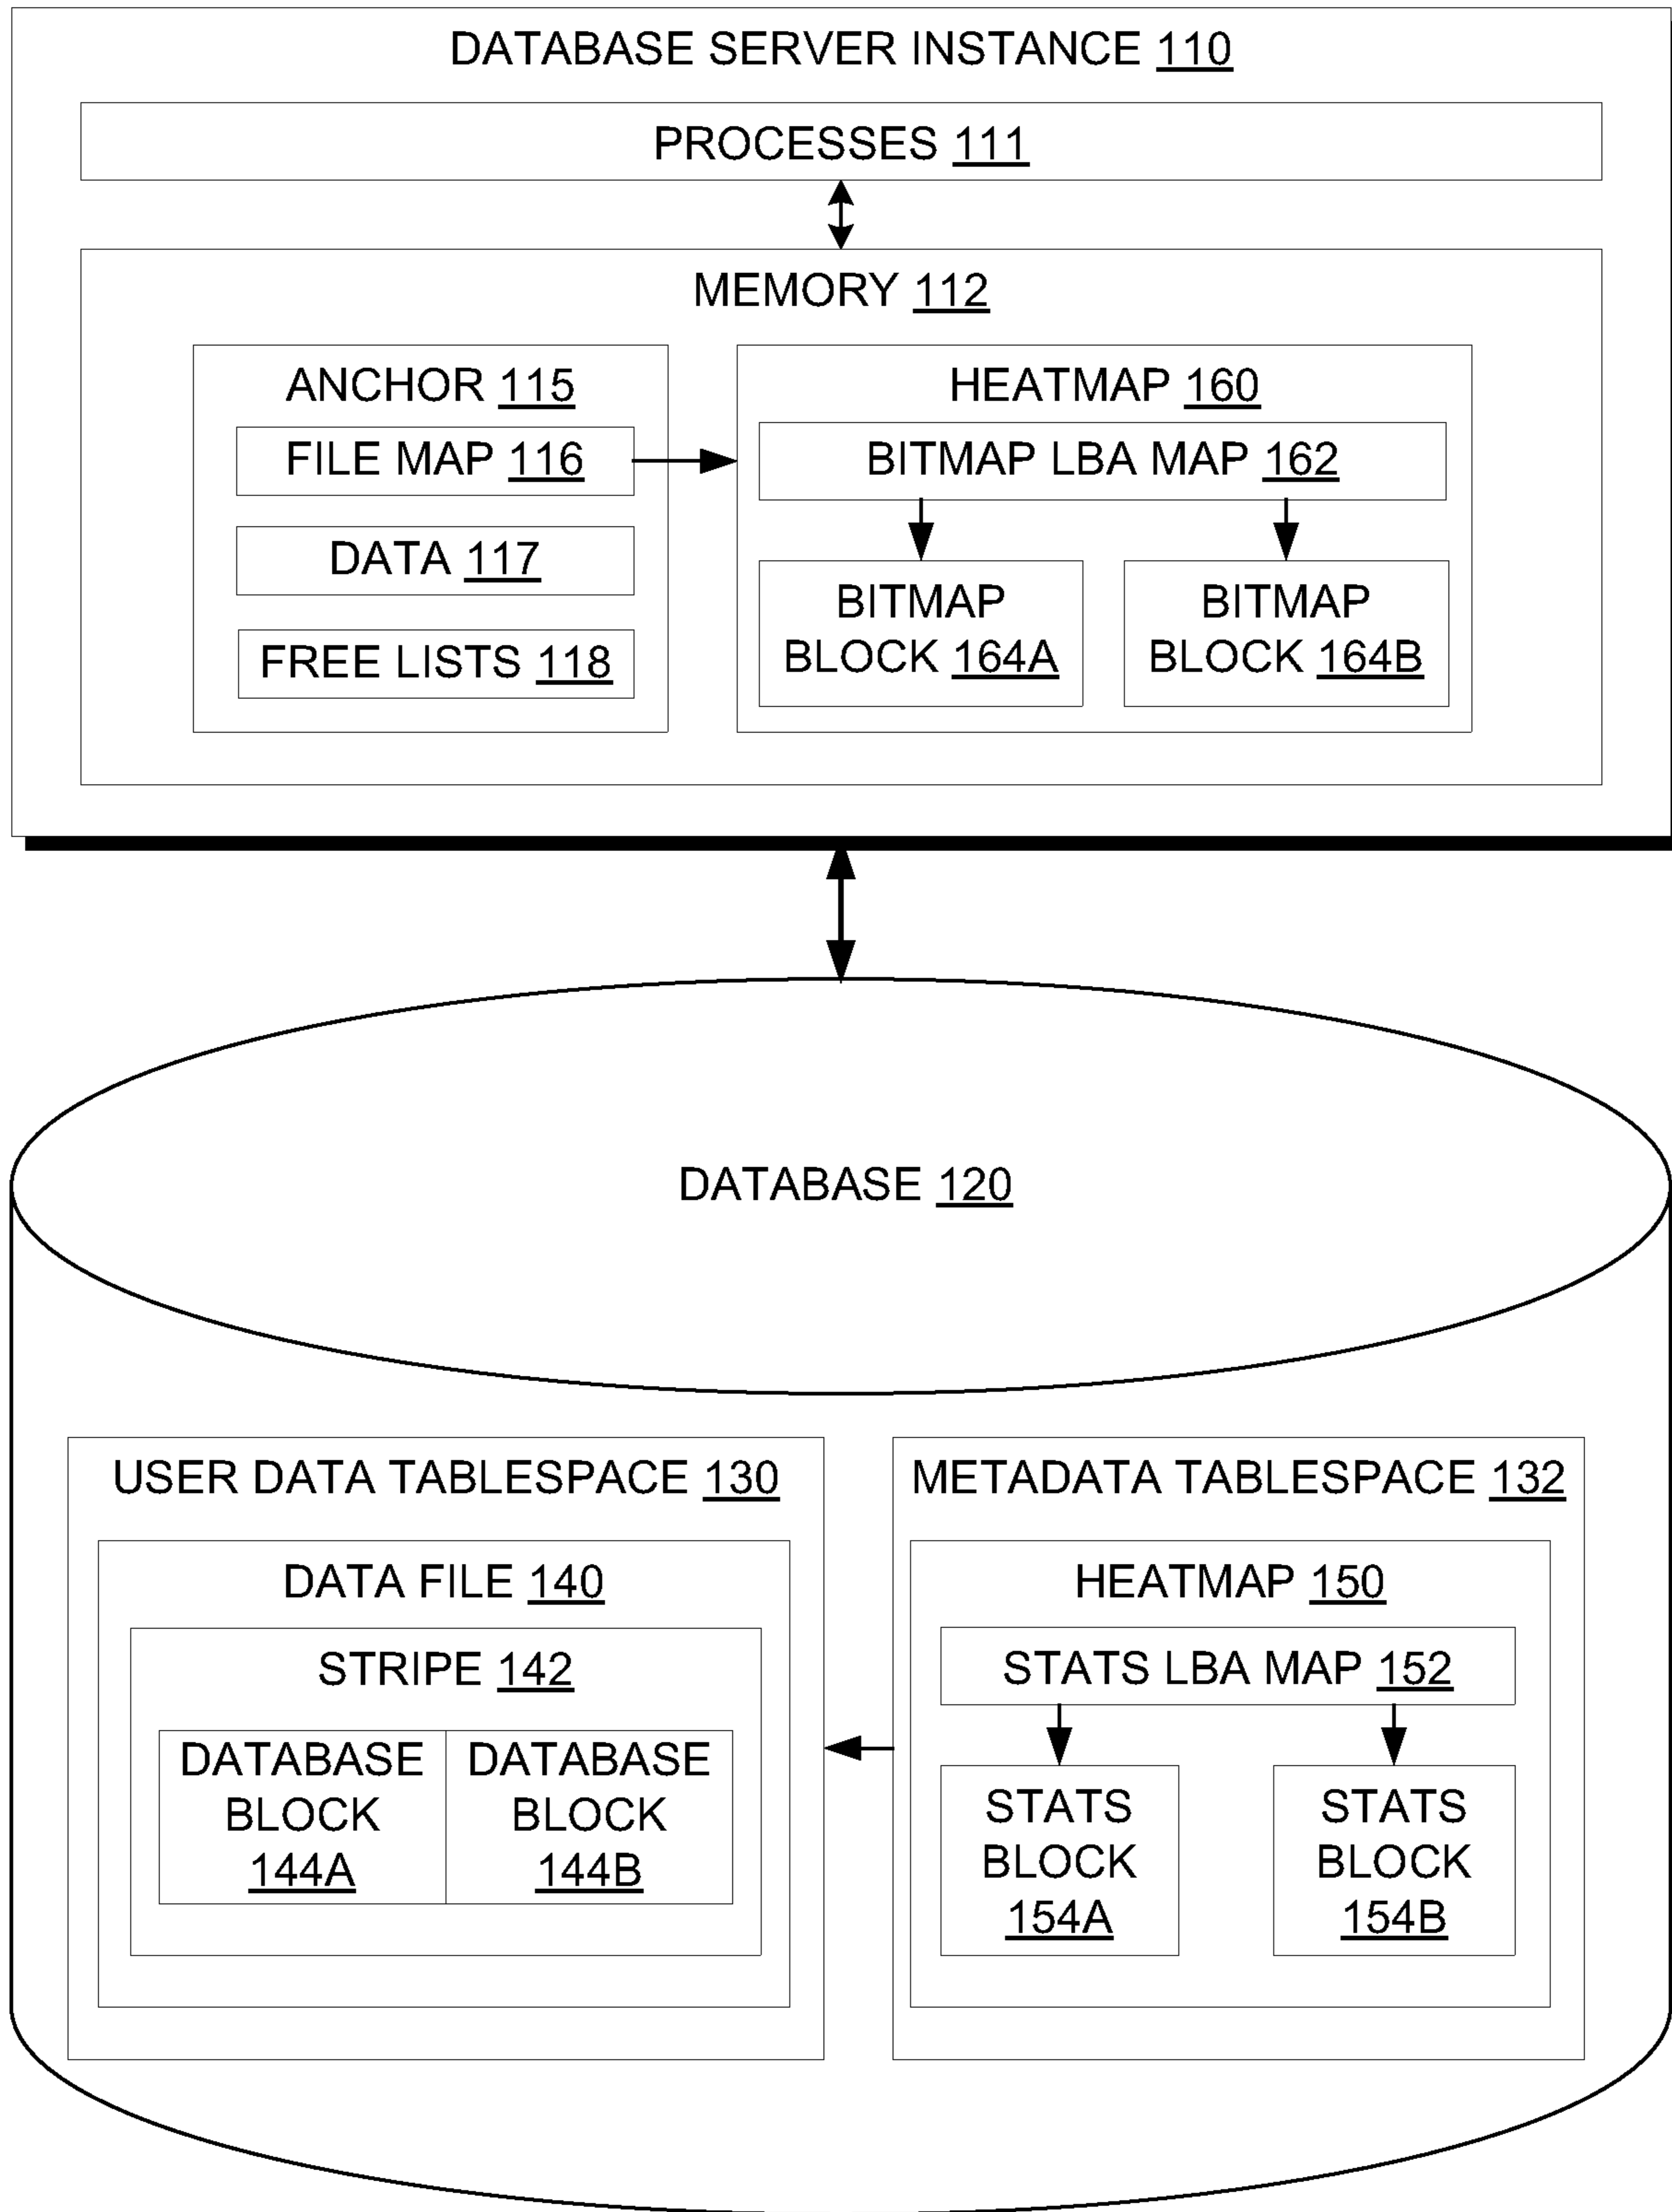 DATABASE SERVER INSTANCE 110
PROCESSES 111
MEMORY 112
ANCHOR 115
FILE MAP 116
DATA 117
FREE LISTS 118
HEATMAP 160
BITMAP LBA MAP 162
BITMAP
BLOCK 164A
BITMAP
BLOCK 164B
DATABASE 120
USER DATA TABLESPACE 130
DATA FILE 140
STRIPE 142
DATABASE
BLOCK
144A
DATABASE
BLOCK
144B
METADATA TABLESPACE 132
HEATMAP 150
STATS LBA MAP 152
STATS
BLOCK
154A
STATS
BLOCK
154B